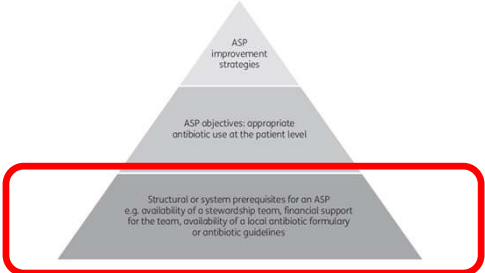 ASP
improvement
strategies
ASP objectives: appropriate
antibiotic use at the patient level
Structural or system prerequisites for an ASP
e.g. availability of a stewardship team, financial support
for the team, availability of a local antibiotic formulary
or antibiotic guidelines